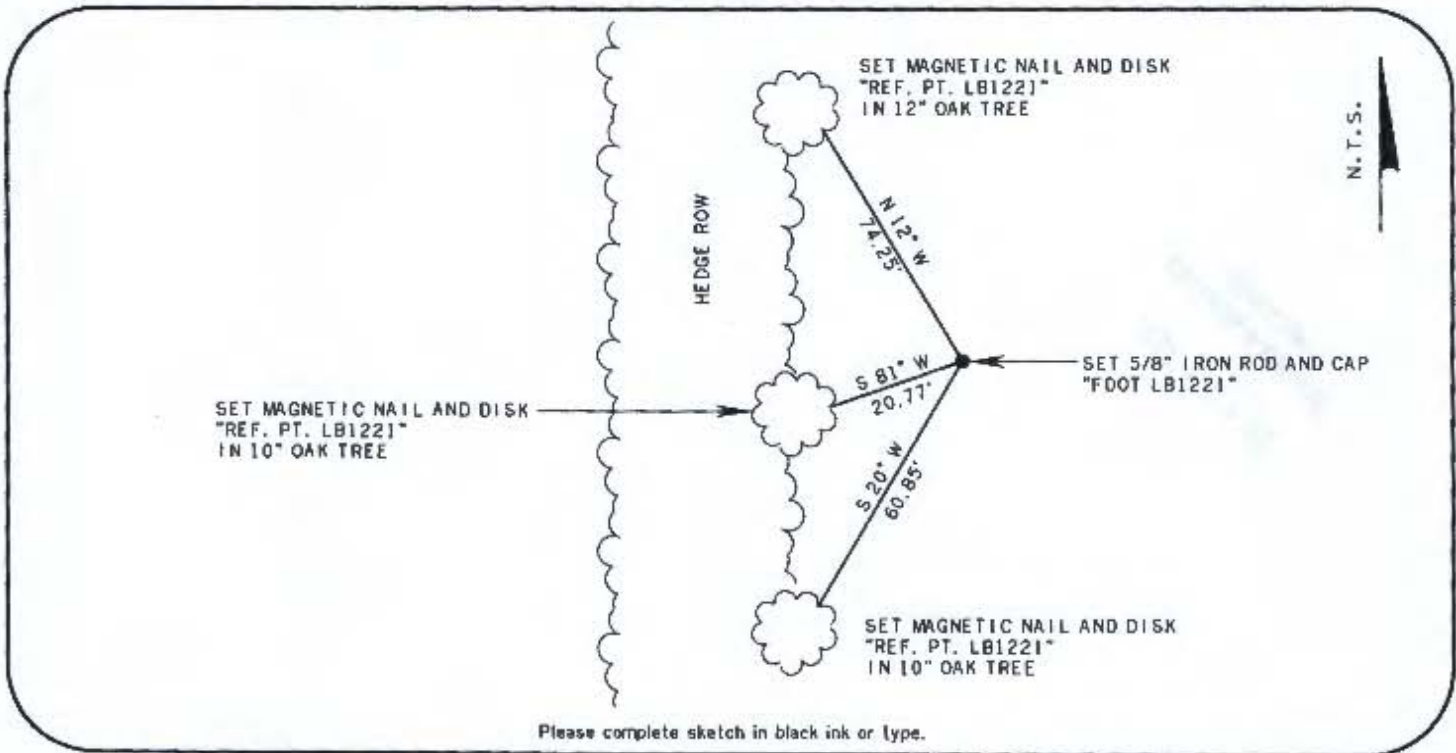 SET MAGNETIC NAIL AND DISK
"REF. PT. LB1221"
IN 12" OAK TREE
N.T.S.
HEDGE ROW
N 12° W
74.25'
S 81° W
20.77'
S 20° W
60.85'
SET 5/8" IRON ROD AND CAP
"FDOT LB1221"
SET MAGNETIC NAIL AND DISK
"REF. PT. LB1221"
IN 10" OAK TREE
SET MAGNETIC NAIL AND DISK
"REF. PT. LB1221"
IN 10" OAK TREE
Please complete sketch in black ink or type.